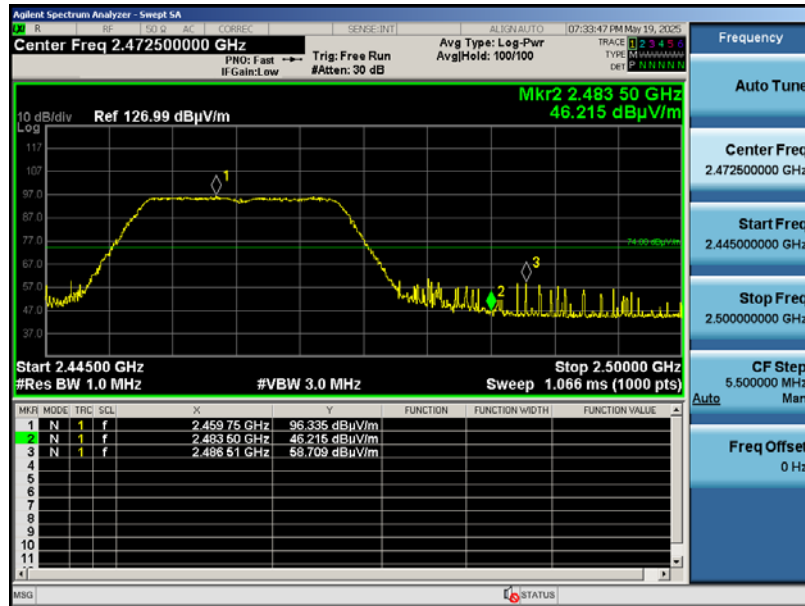 Agilent Spectrum Analyzer - Swept SA
R RF 50 Ω AC CORREC SENSE:INT ALIGN AUTO 07:33:47 PM May 19, 2025
Center Freq 2.472500000 GHz
PNO: Fast
IFGain:Low
Trig: Free Run
#Atten: 30 dB
Avg Type: Log-Pwr
Avg|Hold: 100/100
TRACE 1 2 3 4 5 6
TYPE M
DET P N N N N N
Mkr2 2.483 50 GHz
46.215 dBµV/m
10 dB/div Ref 126.99 dBµV/m
Log
117
107
97.0
87.0
77.0
67.0
57.0
47.0
37.0
1
2
3
74.00 dBµV/m
Start 2.44500 GHz Stop 2.50000 GHz
#Res BW 1.0 MHz #VBW 3.0 MHz Sweep 1.066 ms (1000 pts)
MKR MODE TRC SCL X Y FUNCTION FUNCTION WIDTH FUNCTION VALUE
1 N 1 f 2.459 75 GHz 96.335 dBµV/m
2 N 1 f 2.483 50 GHz 46.215 dBµV/m
3 N 1 f 2.486 51 GHz 58.709 dBµV/m
4
5
6
7
8
9
10
11
MSG STATUS
Frequency
Auto Tune
Center Freq
2.472500000 GHz
Start Freq
2.445000000 GHz
Stop Freq
2.500000000 GHz
CF Step
5.500000 MHz
Auto Man
Freq Offset
0 Hz